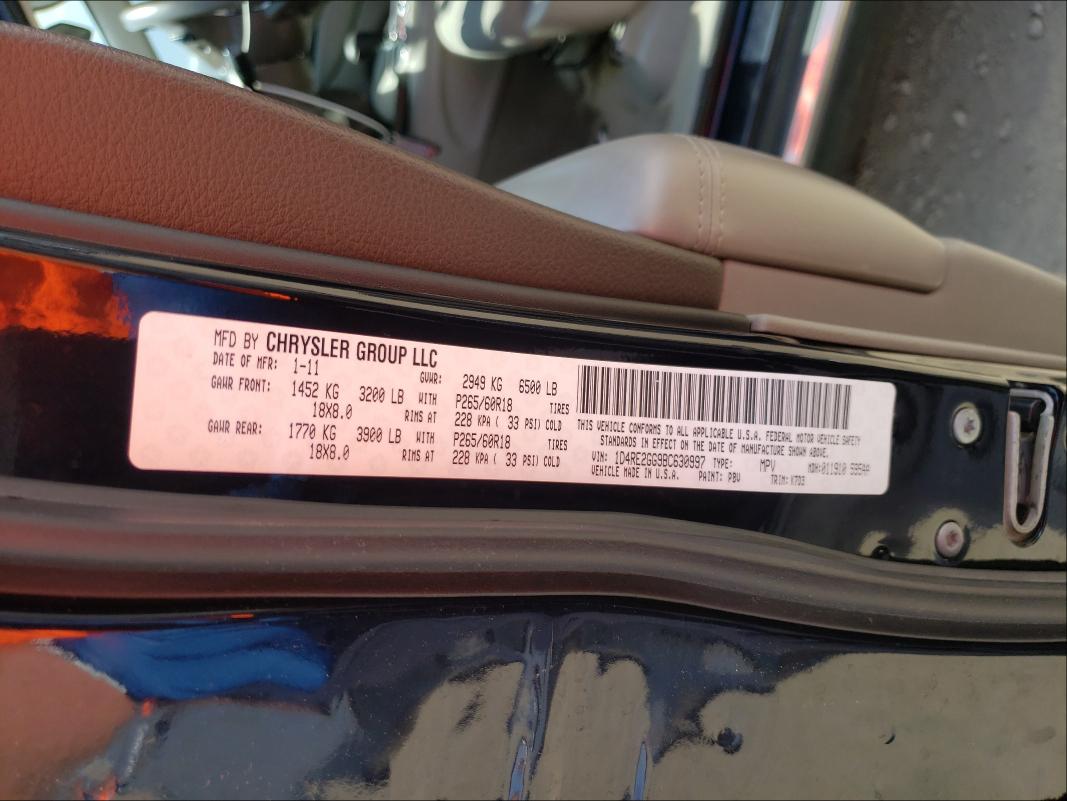 MFD BY CHRYSLER GROUP LLC
DATE OF MFR: 1-11 GVWR: 2949 KG 6500 LB
GAWR FRONT: 1452 KG 3200 LB WITH P265/60R18 TIRES
18X8.0 RIMS AT 228 KPA ( 33 PSI) COLD
GAWR REAR: 1770 KG 3900 LB WITH P265/60R18 TIRES
18X8.0 RIMS AT 228 KPA ( 33 PSI) COLD
THIS VEHICLE CONFORMS TO ALL APPLICABLE U.S.A. FEDERAL MOTOR VEHICLE SAFETY
STANDARDS IN EFFECT ON THE DATE OF MANUFACTURE SHOWN ABOVE.
VIN: 1D4RE2GG9BC630997 TYPE: MPV MDH: 011910
VEHICLE MADE IN U.S.A. PAINT: PBV TRIM: K7D3